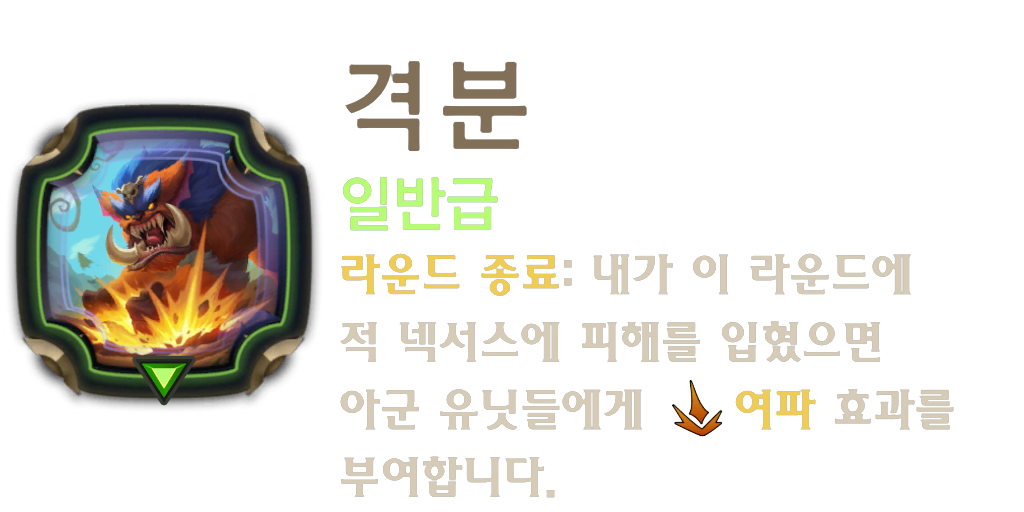 격분
일반급
라운드 종료: 내가 이 라운드에
적 넥서스에 피해를 입혔으면
아군 유닛들에게 여파 효과를
부여합니다.